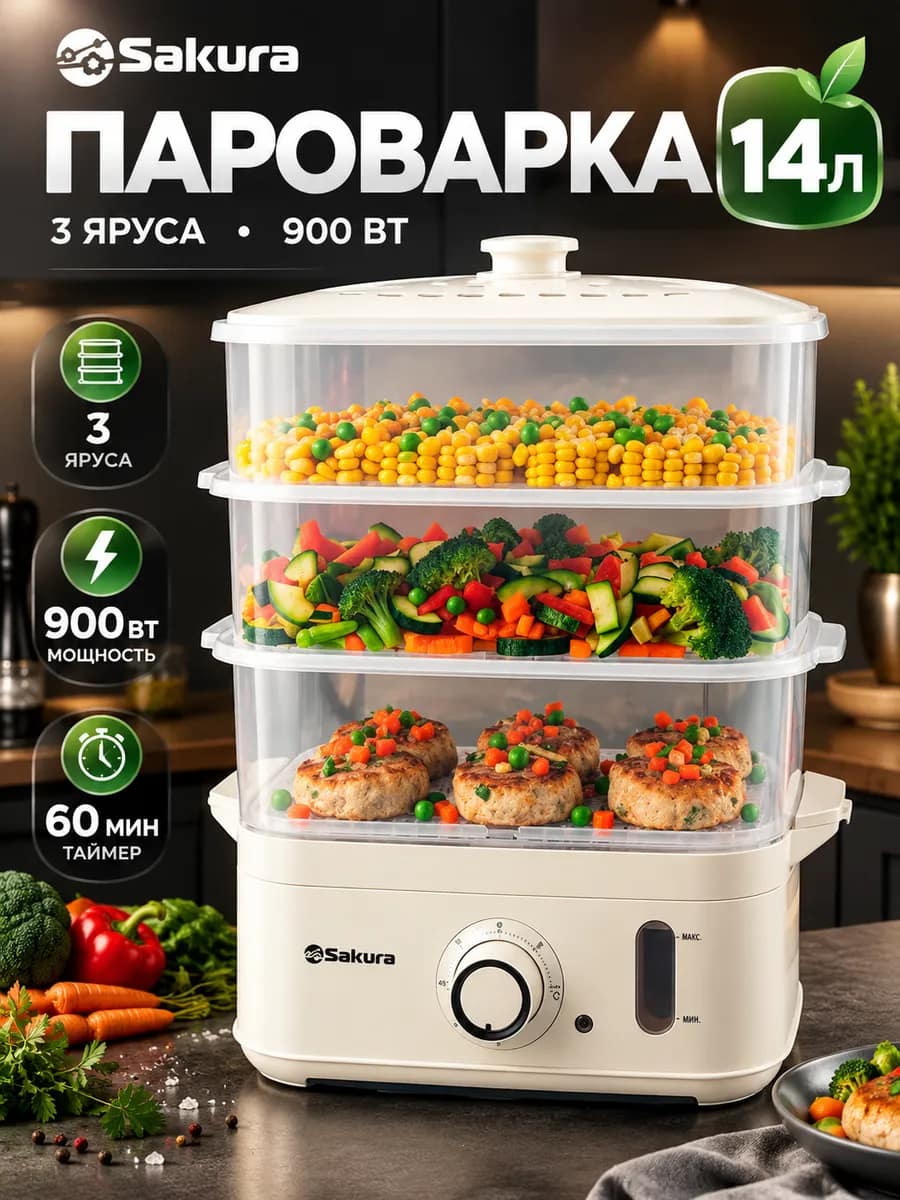 Sakura
ПАРОВАРКА
14л
3 ЯРУСА • 900 ВТ
3
ЯРУСА
900 ВТ
МОЩНОСТЬ
60 МИН
ТАЙМЕР
Sakura
МАКС.
МИН.